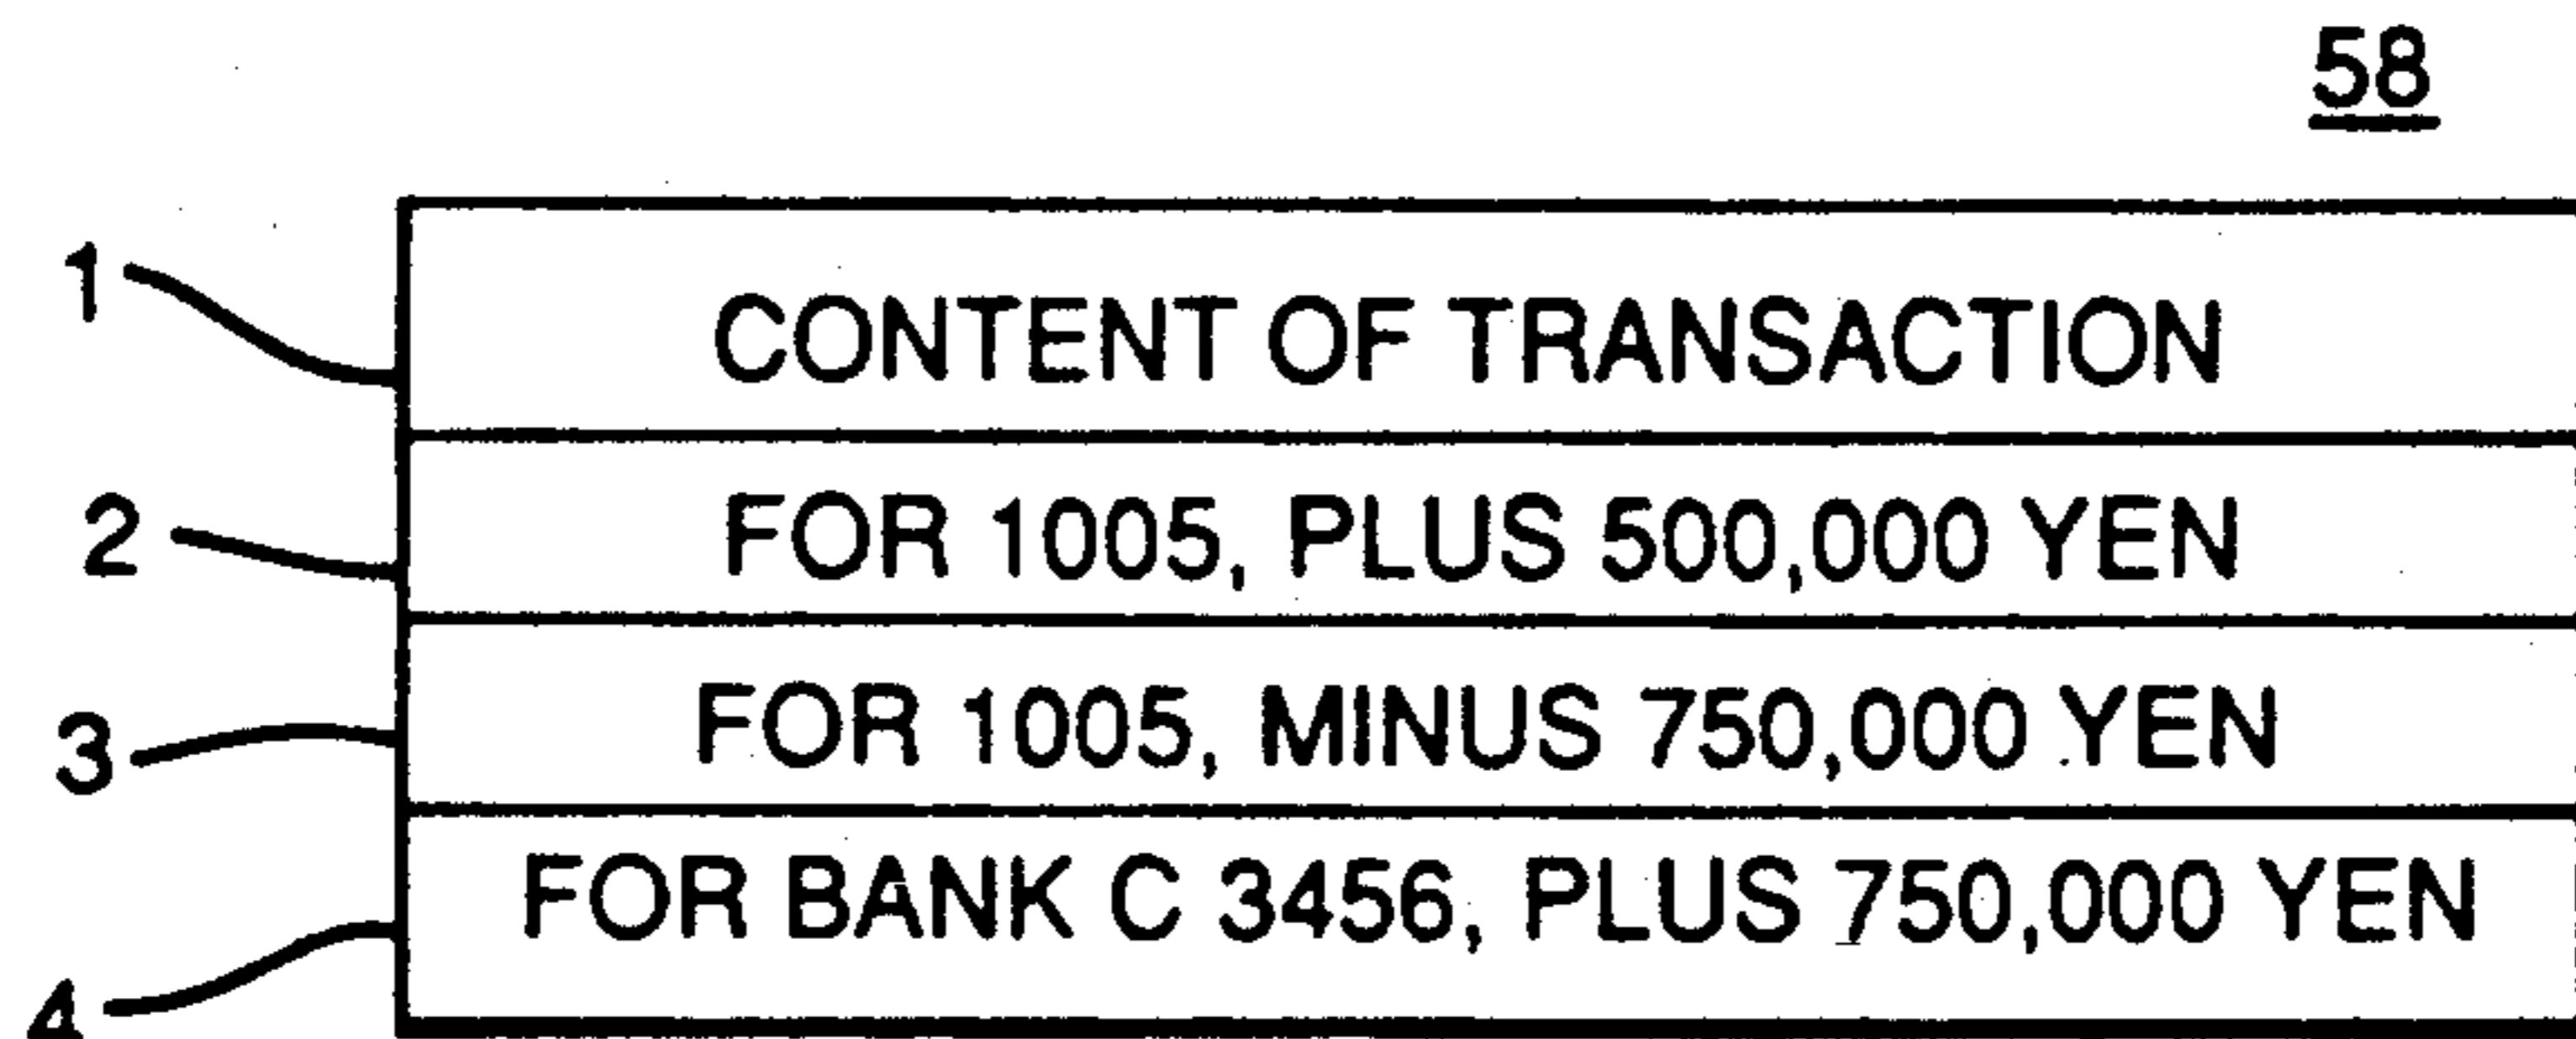 58
1 CONTENT OF TRANSACTION
2 FOR 1005, PLUS 500,000 YEN
3 FOR 1005, MINUS 750,000 YEN
4 FOR BANK C 3456, PLUS 750,000 YEN